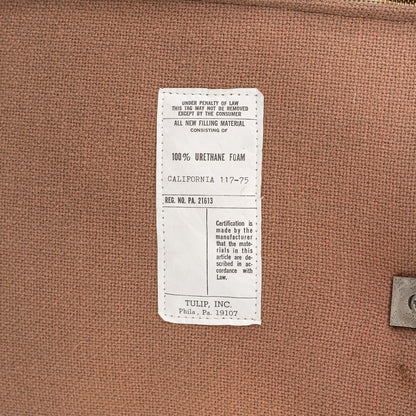 UNDER PENALTY OF LAW
THIS TAG MAY NOT BE REMOVED
EXCEPT BY THE CONSUMER
ALL NEW FILLING MATERIAL
CONSISTING OF
100% URETHANE FOAM
CALIFORNIA 117-75
REG. NO. PA. 21613
Certification is
made by the
manufacturer
that the mate-
rials in this
article are de-
scribed in
accordance with
Law.
TULIP, INC.
Phila, Pa. 19107